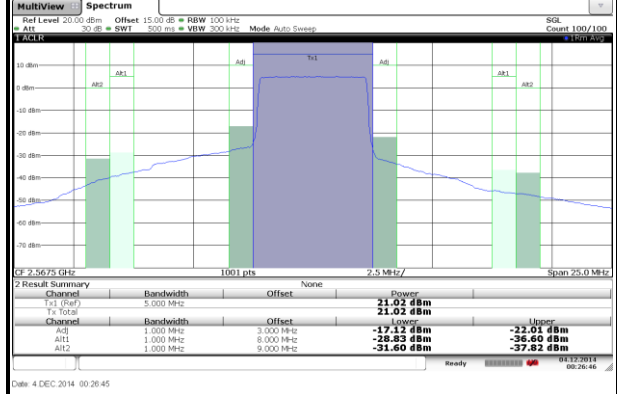 MultiView Spectrum
Ref Level 20.00 dBm Offset 15.00 dB RBW 100 kHz SGL
Att 30 dB SWT 500 ms VBW 300 kHz Mode Auto Sweep Count 100/100
1 ACLR 1Rm Avg
Adj Tx1 Adj
10 dBm
Alt1 Alt1
Alt2 Alt2
0 dBm
-10 dBm
-20 dBm
-30 dBm
-40 dBm
-50 dBm
-60 dBm
-70 dBm
CF 2.5675 GHz 1001 pts 2.5 MHz/ Span 25.0 MHz
2 Result Summary None
Channel Bandwidth Offset Power
Tx1 (Ref) 5.000 MHz 21.02 dBm
Tx Total 21.02 dBm
Channel Bandwidth Offset Lower Upper
Adj 1.000 MHz 3.000 MHz -17.12 dBm -22.01 dBm
Alt1 1.000 MHz 8.000 MHz -28.83 dBm -36.60 dBm
Alt2 1.000 MHz 9.000 MHz -31.60 dBm -37.82 dBm
Ready 04.12.2014
00:26:46
Date: 4.DEC.2014 00:26:45